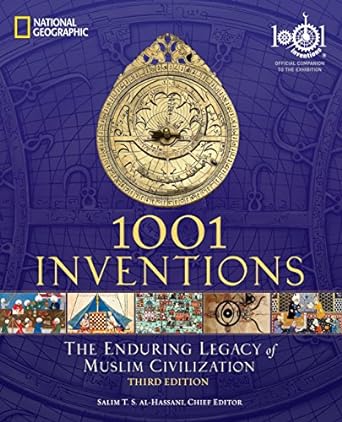 NATIONAL
GEOGRAPHIC
1001
inventions®
OFFICIAL COMPANION
TO THE EXHIBITION
1001
INVENTIONS
THE ENDURING LEGACY of
MUSLIM CIVILIZATION
THIRD EDITION
SALIM T. S. AL-HASSANI, CHIEF EDITOR